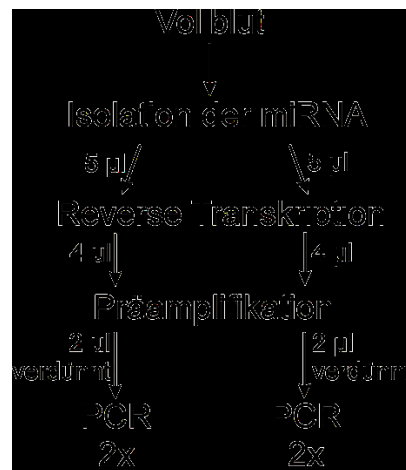 Vollblut
Isolation der miRNA
5 µl 5 µl
Reverse Transkription
4 µl 4 µl
Präamplifikation
2 µl 2 µl
verdünnt verdünnt
PCR PCR
2x 2x